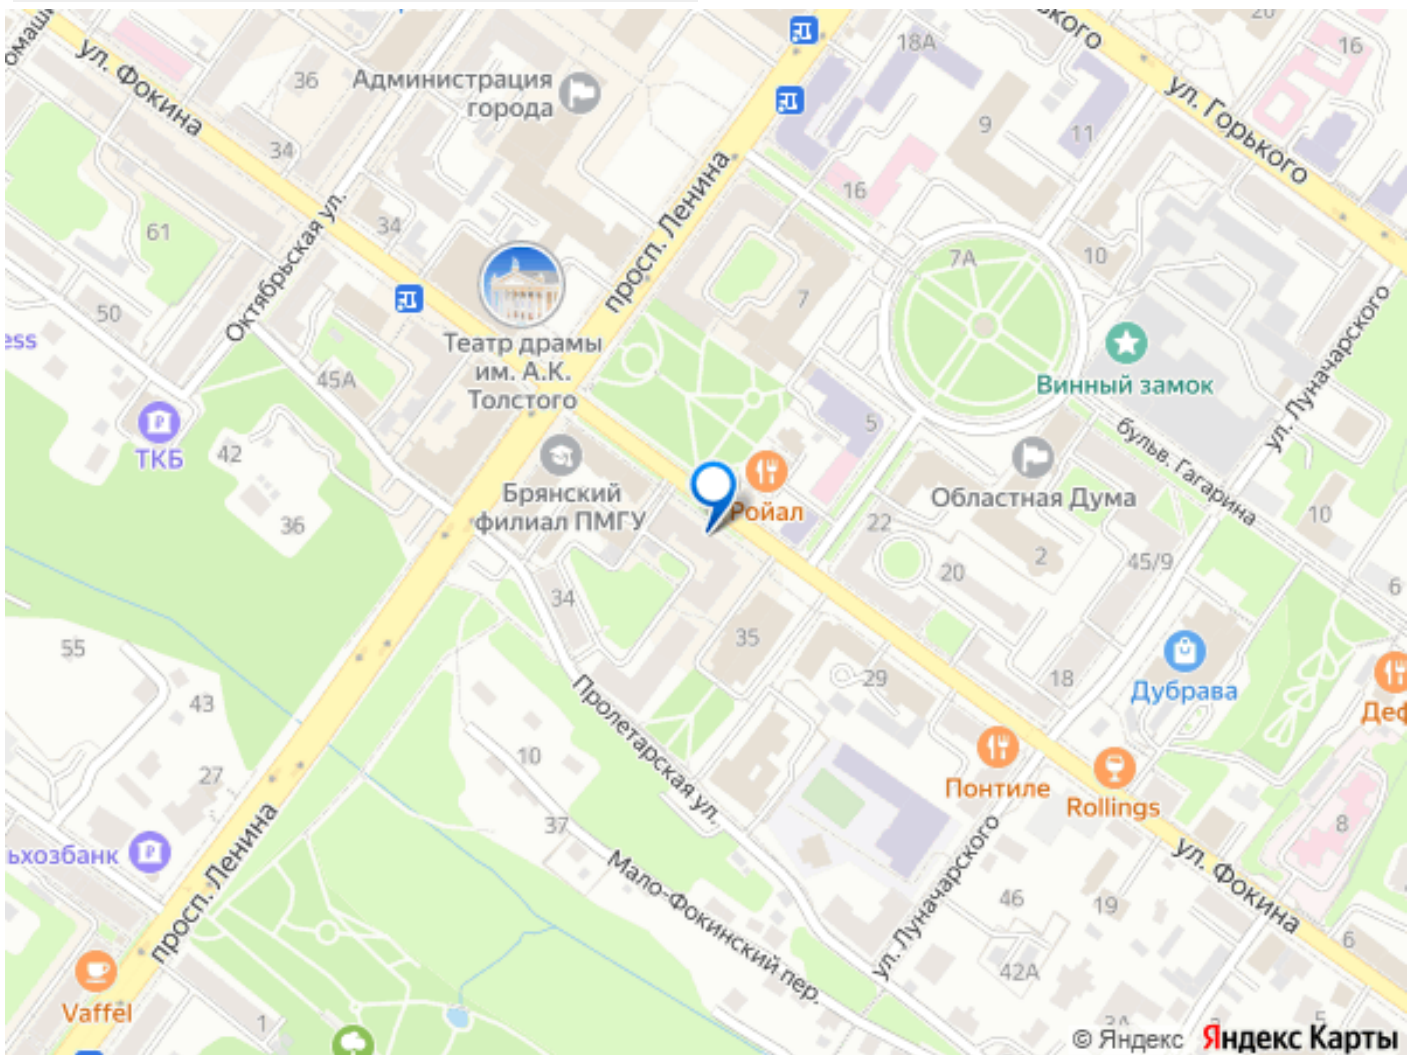 ул. Фокина
36
Администрация
города
18А
20
16
ул. Горького
9
11
34
16
просп. Ленина
Октябрьская ул.
61
34
7А
10
50
7
ess
Театр драмы
им. А.К.
Толстого
45А
Винный замок
ул. Луначарского
5
бульв. Гагарина
ТКБ
42
Брянский
филиал ПМГУ
Ройал
Областная Дума
36
22
10
2
20
45/9
6
34
35
55
29
18
Дубрава
43
Пролетарская ул.
Деф
10
27
Понтиле
Rollings
37
8
ьхозбанк
просп. Ленина
Мало-Фокинский пер.
ул. Луначарского
ул. Фокина
46
19
6
42А
Vaffel
1
© Яндекс Яндекс Карты